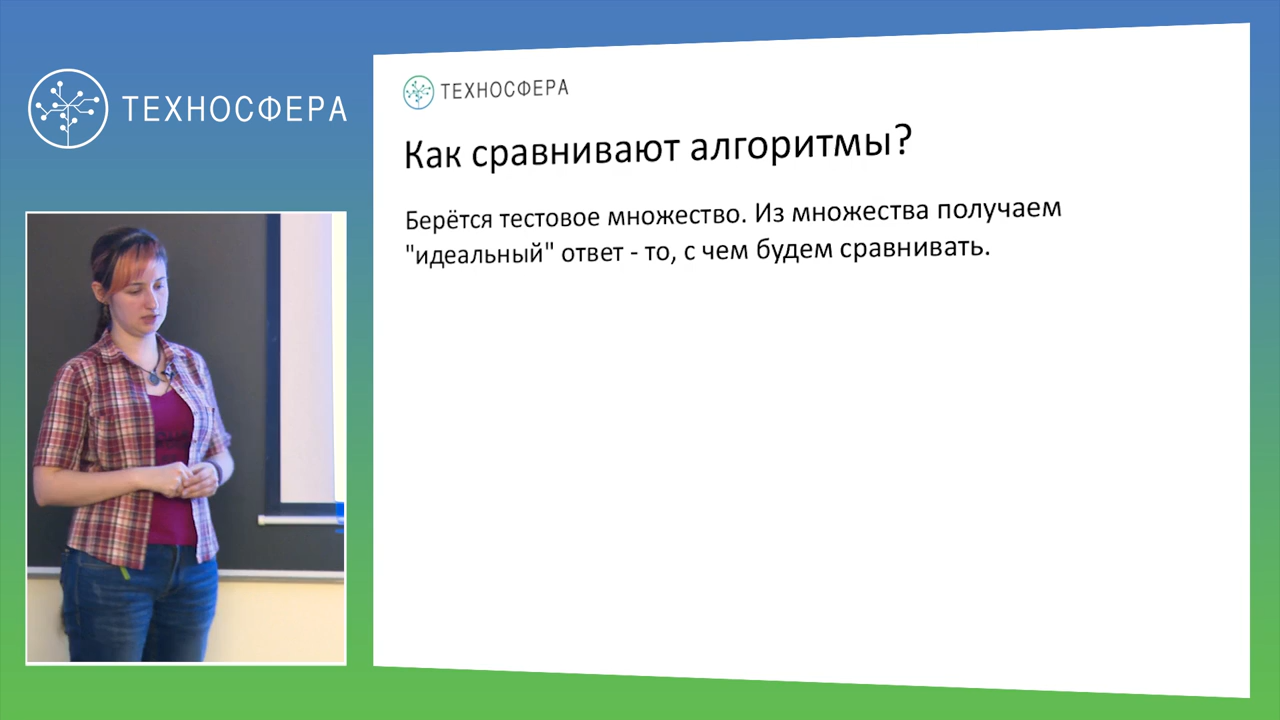 ТЕХНОСФЕРА
ТЕХНОСФЕРА
Как сравнивают алгоритмы?
Берётся тестовое множество. Из множества получаем
"идеальный" ответ - то, с чем будем сравнивать.